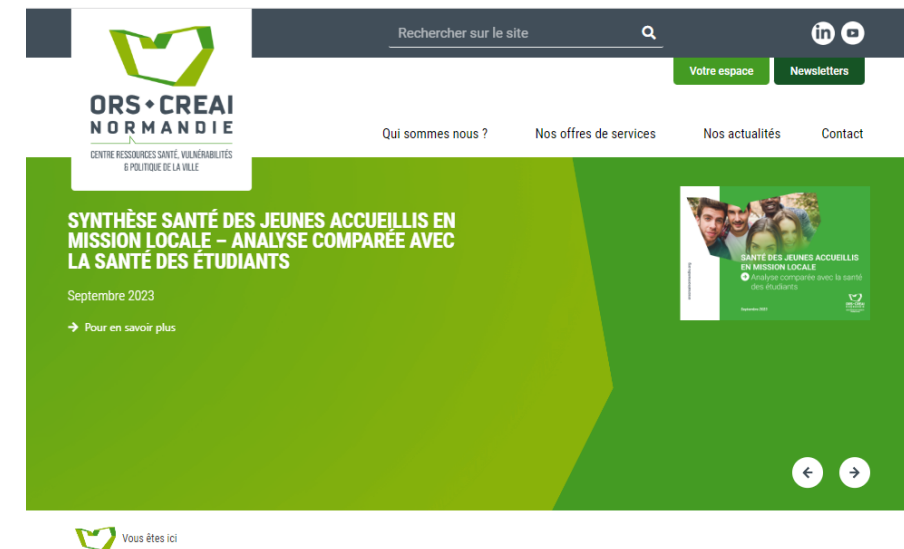 Rechercher sur le site
Votre espace
Newsletters
ORS CREAI
NORMANDIE
CENTRE RESSOURCES SANTÉ, VULNÉRABILITÉS
& POLITIQUE DE LA VILLE
Qui sommes nous ?
Nos offres de services
Nos actualités
Contact
SYNTHÈSE SANTÉ DES JEUNES ACCUEILLIS EN
MISSION LOCALE – ANALYSE COMPARÉE AVEC
LA SANTÉ DES ÉTUDIANTS
Septembre 2023
→ Pour en savoir plus
SANTÉ DES JEUNES ACCUEILLIS
EN MISSION LOCALE
Analyse comparée avec la santé
des étudiants
Septembre 2023
Vous êtes ici